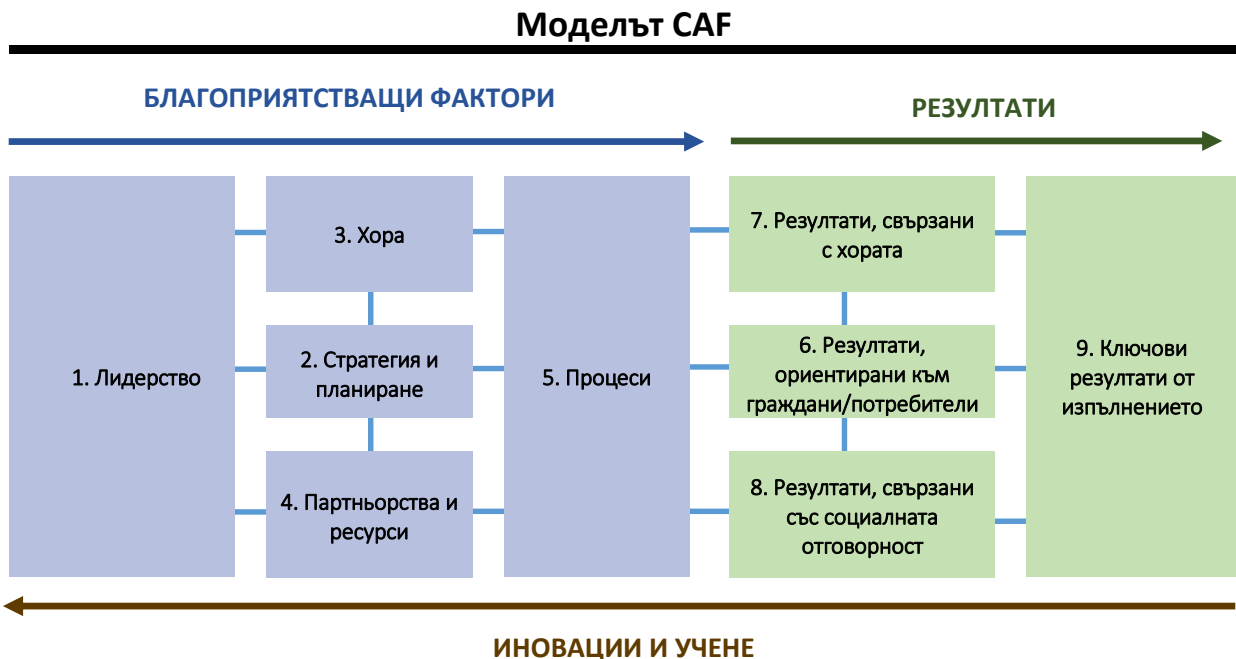 Моделът CAF
БЛАГОПРИЯТСТВАЩИ ФАКТОРИ
РЕЗУЛТАТИ
1. Лидерство
3. Хора
2. Стратегия и
планиране
4. Партньорства и
ресурси
5. Процеси
7. Резултати, свързани
с хората
6. Резултати,
ориентирани към
граждани/потребители
8. Резултати, свързани
със социалната
отговорност
9. Ключови
резултати от
изпълнението
ИНОВАЦИИ И УЧЕНЕ